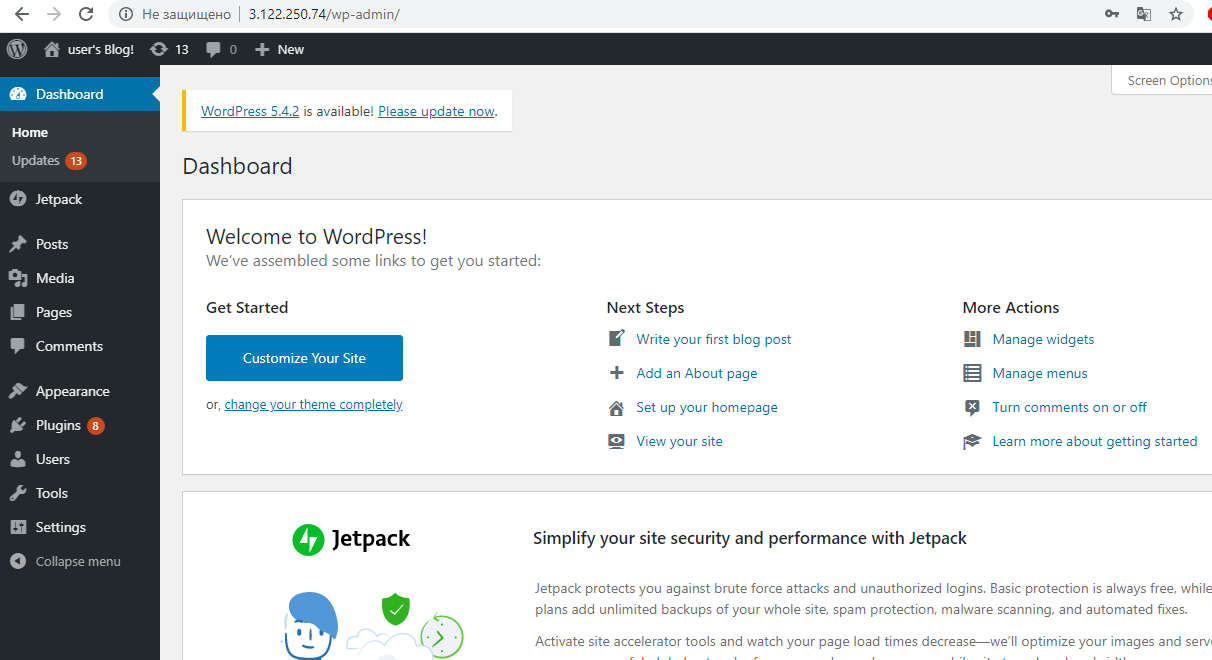 Не защищено | 3.122.250.74/wp-admin/
user's Blog! 13 0 New
Screen Options
Dashboard
Home
Updates 13
Jetpack
Posts
Media
Pages
Comments
Appearance
Plugins 8
Users
Tools
Settings
Collapse menu
WordPress 5.4.2 is available! Please update now.
Dashboard
Welcome to WordPress!
We've assembled some links to get you started:
Get Started
Customize Your Site
or, change your theme completely
Next Steps
Write your first blog post
Add an About page
Set up your homepage
View your site
More Actions
Manage widgets
Manage menus
Turn comments on or off
Learn more about getting started
Jetpack
Simplify your site security and performance with Jetpack
Jetpack protects you against brute force attacks and unauthorized logins. Basic protection is always free, while
plans add unlimited backups of your whole site, spam protection, malware scanning, and automated fixes.
Activate site accelerator tools and watch your page load times decrease—we'll optimize your images and serv